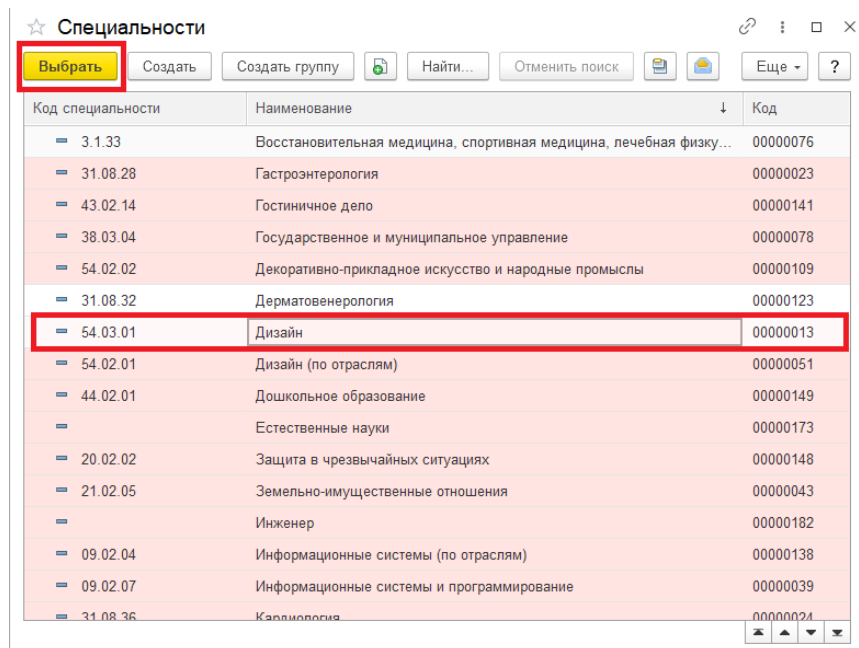 Специальности
Выбрать Создать Создать группу Найти... Отменить поиск Еще ?
Код специальности Наименование ↓ Код
3.1.33 Восстановительная медицина, спортивная медицина, лечебная физку... 00000076
31.08.28 Гастроэнтерология 00000023
43.02.14 Гостиничное дело 00000141
38.03.04 Государственное и муниципальное управление 00000078
54.02.02 Декоративно-прикладное искусство и народные промыслы 00000109
31.08.32 Дерматовенерология 00000123
54.03.01 Дизайн 00000013
54.02.01 Дизайн (по отраслям) 00000051
44.02.01 Дошкольное образование 00000149
Естественные науки 00000173
20.02.02 Защита в чрезвычайных ситуациях 00000148
21.02.05 Земельно-имущественные отношения 00000043
Инженер 00000182
09.02.04 Информационные системы (по отраслям) 00000138
09.02.07 Информационные системы и программирование 00000039
31.08.36 Кардиология 00000024